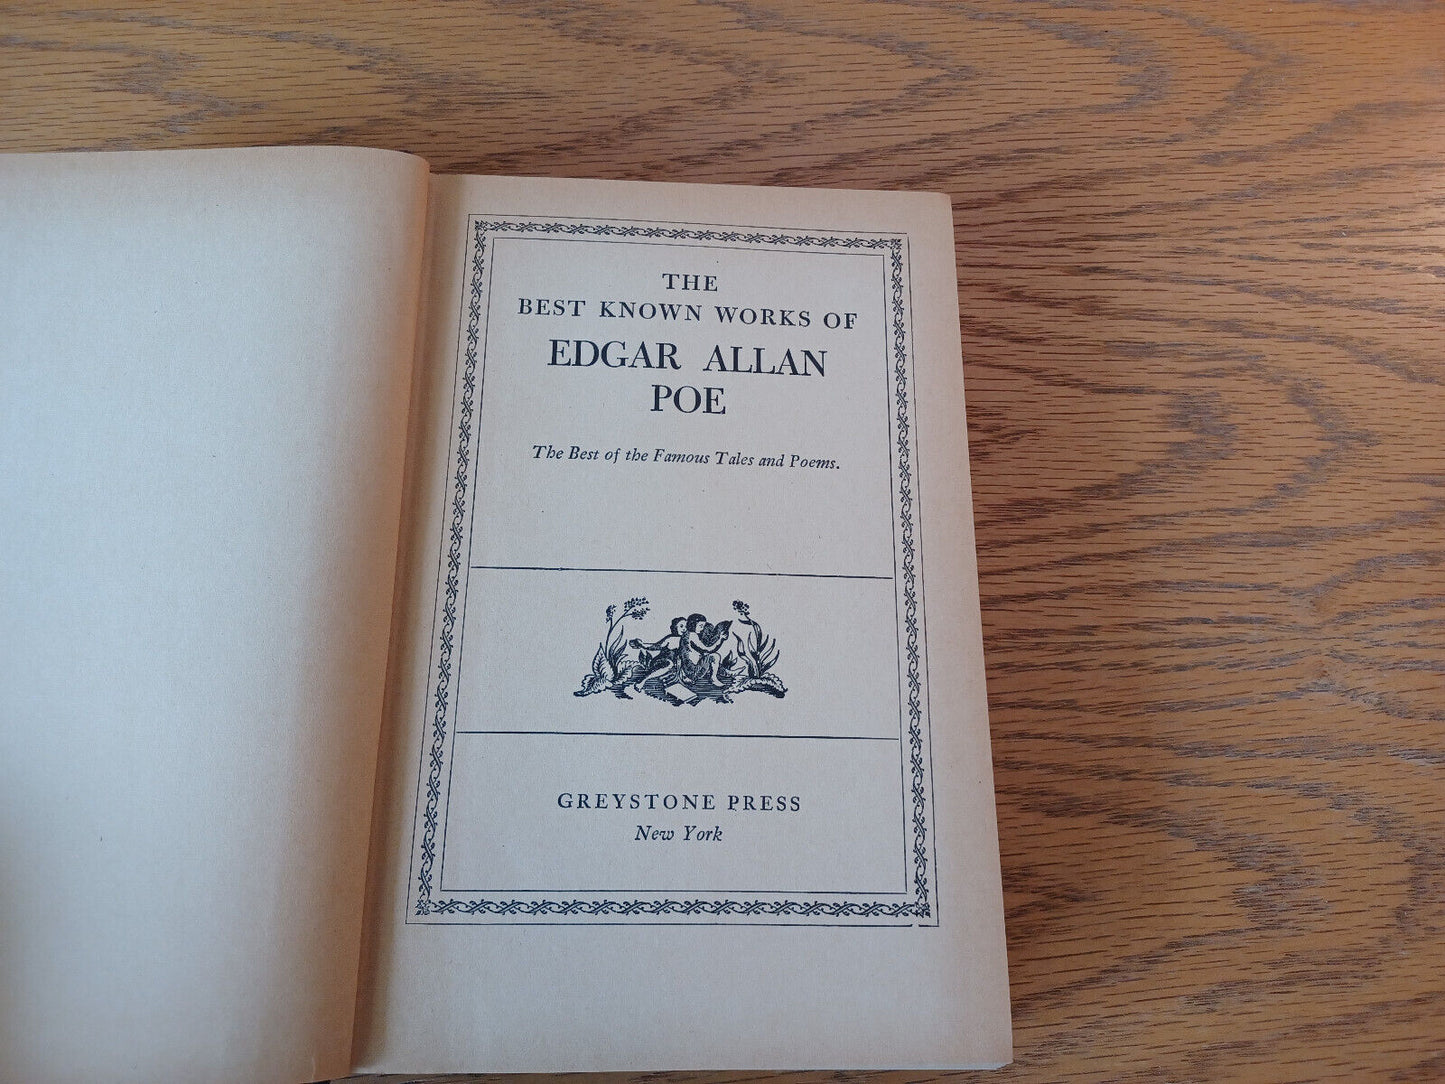 THE
BEST KNOWN WORKS OF
EDGAR ALLAN
POE
The Best of the Famous Tales and Poems.
GREYSTONE PRESS
New York